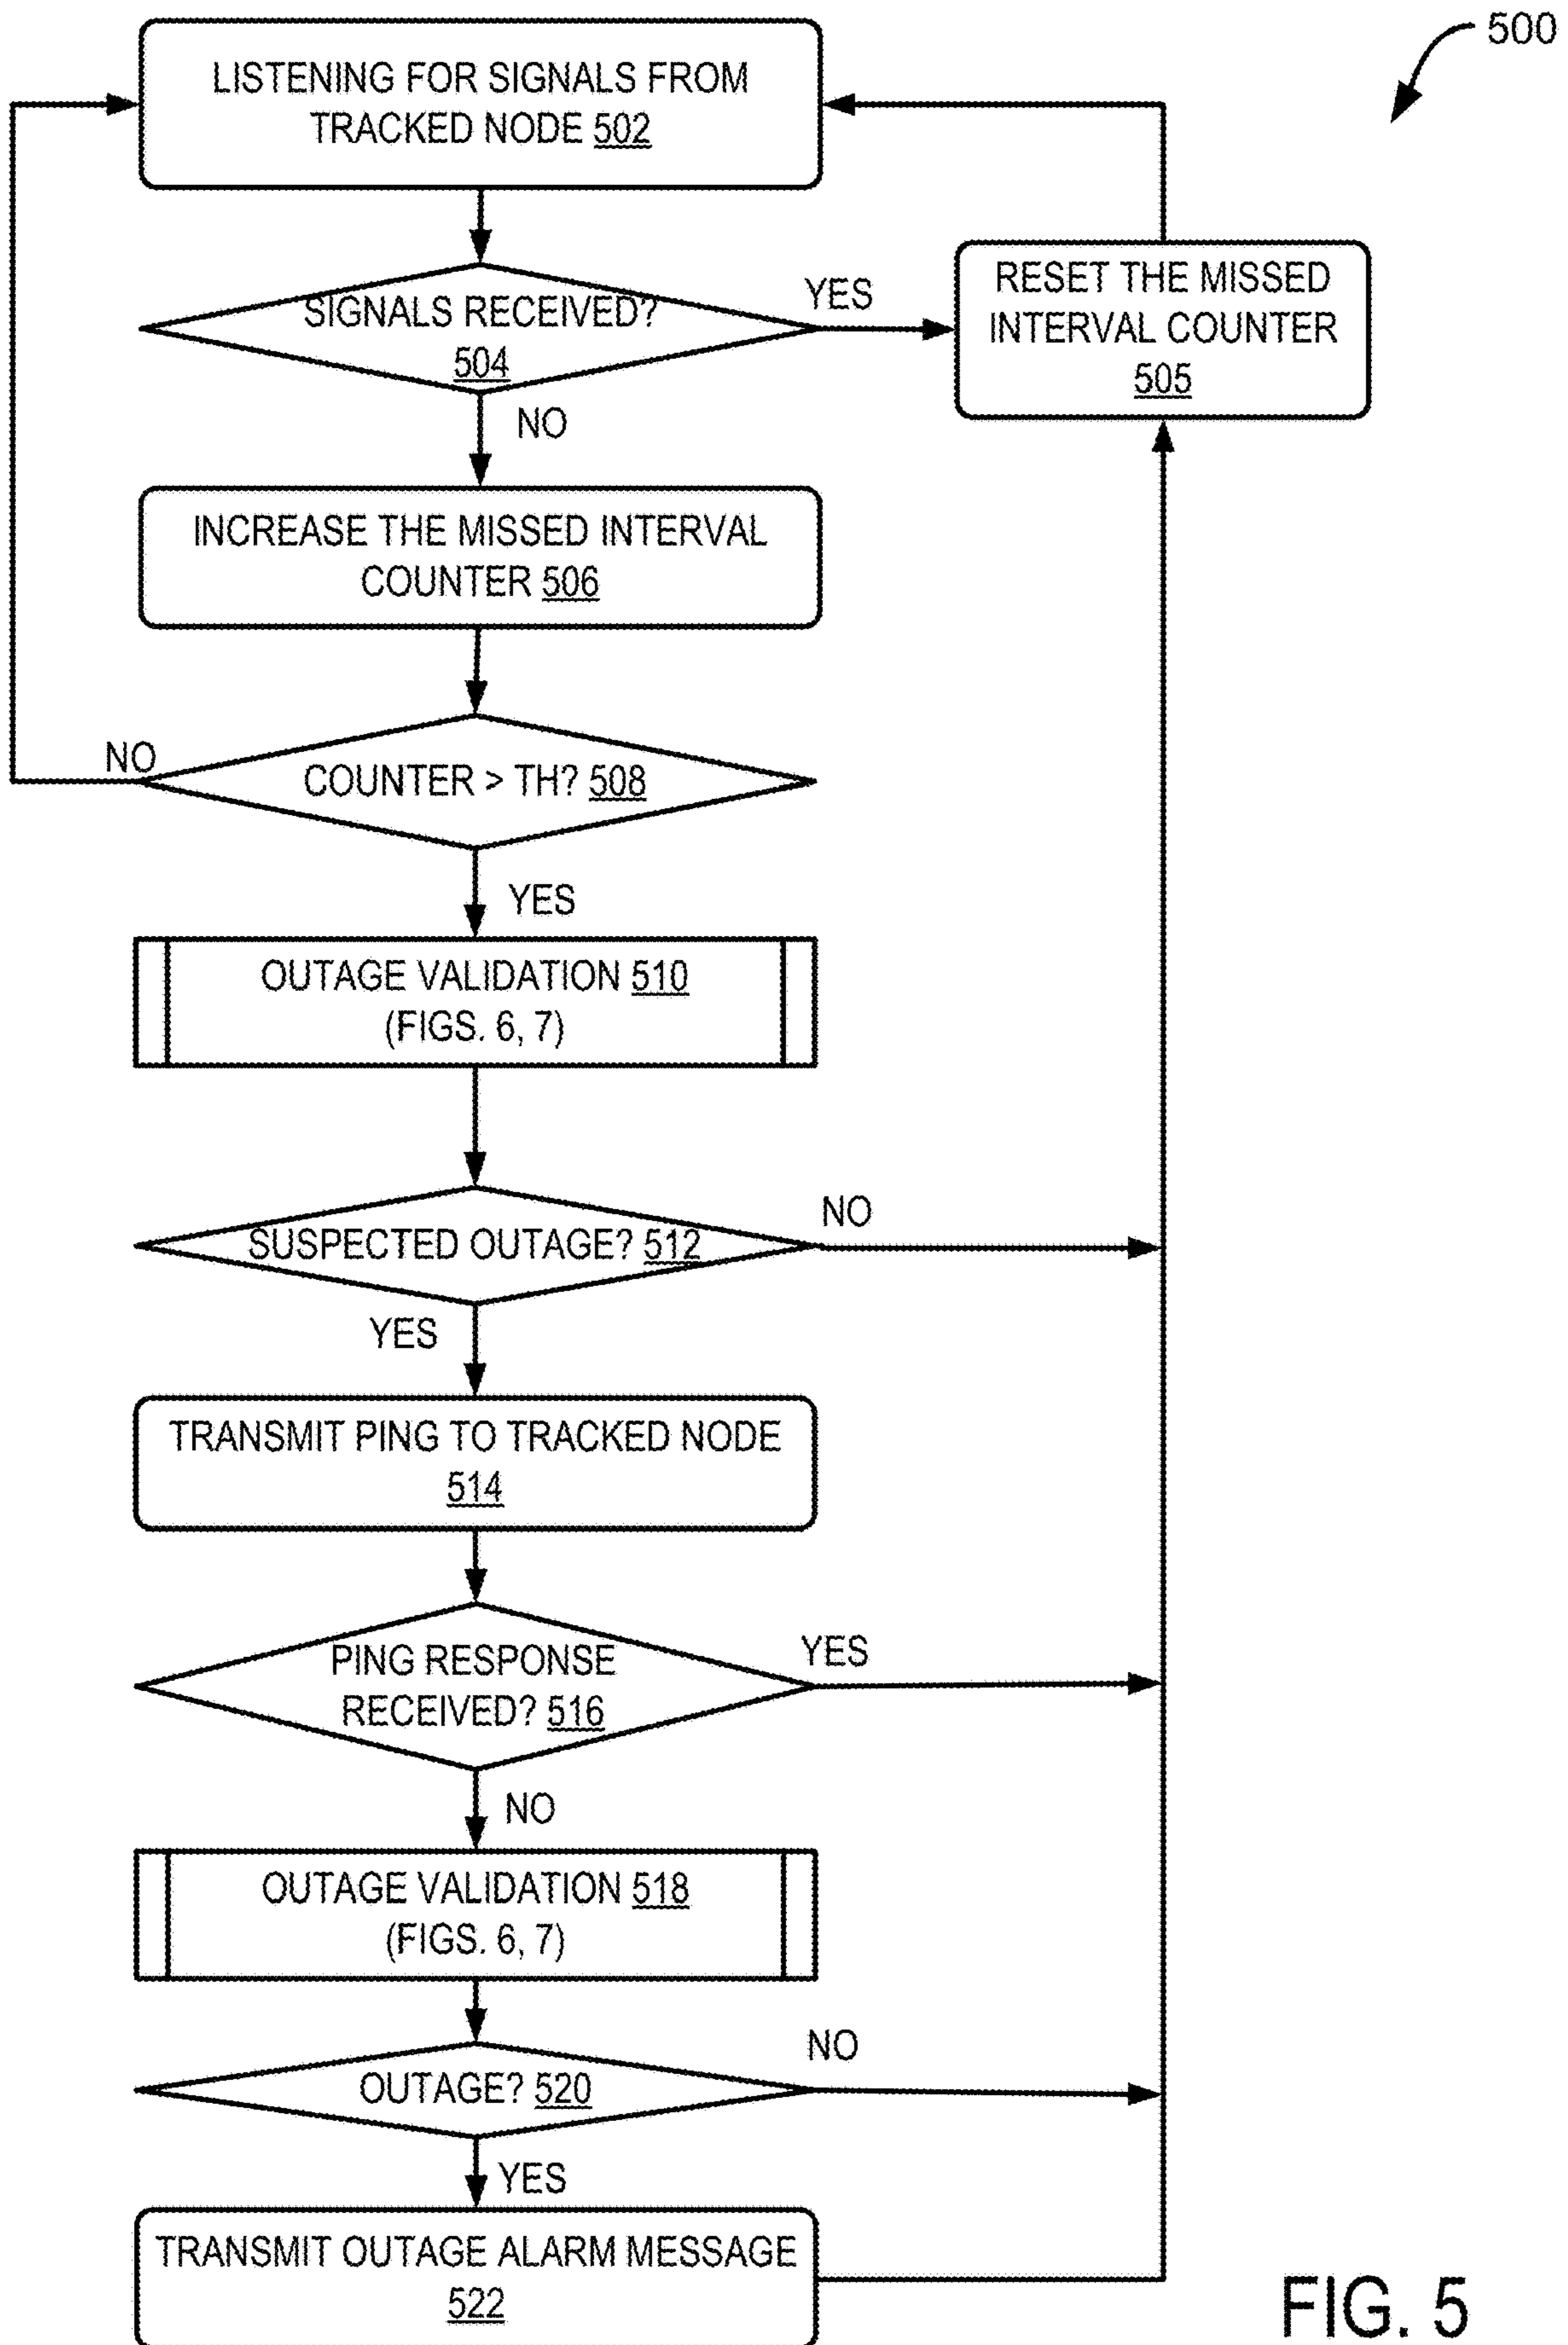 500
LISTENING FOR SIGNALS FROM
TRACKED NODE 502
SIGNALS RECEIVED?
504
YES
RESET THE MISSED
INTERVAL COUNTER
505
NO
INCREASE THE MISSED INTERVAL
COUNTER 506
NO
COUNTER > TH? 508
YES
OUTAGE VALIDATION 510
(FIGS. 6, 7)
SUSPECTED OUTAGE? 512
NO
YES
TRANSMIT PING TO TRACKED NODE
514
PING RESPONSE
RECEIVED? 516
YES
NO
OUTAGE VALIDATION 518
(FIGS. 6, 7)
OUTAGE? 520
NO
YES
TRANSMIT OUTAGE ALARM MESSAGE
522
FIG. 5